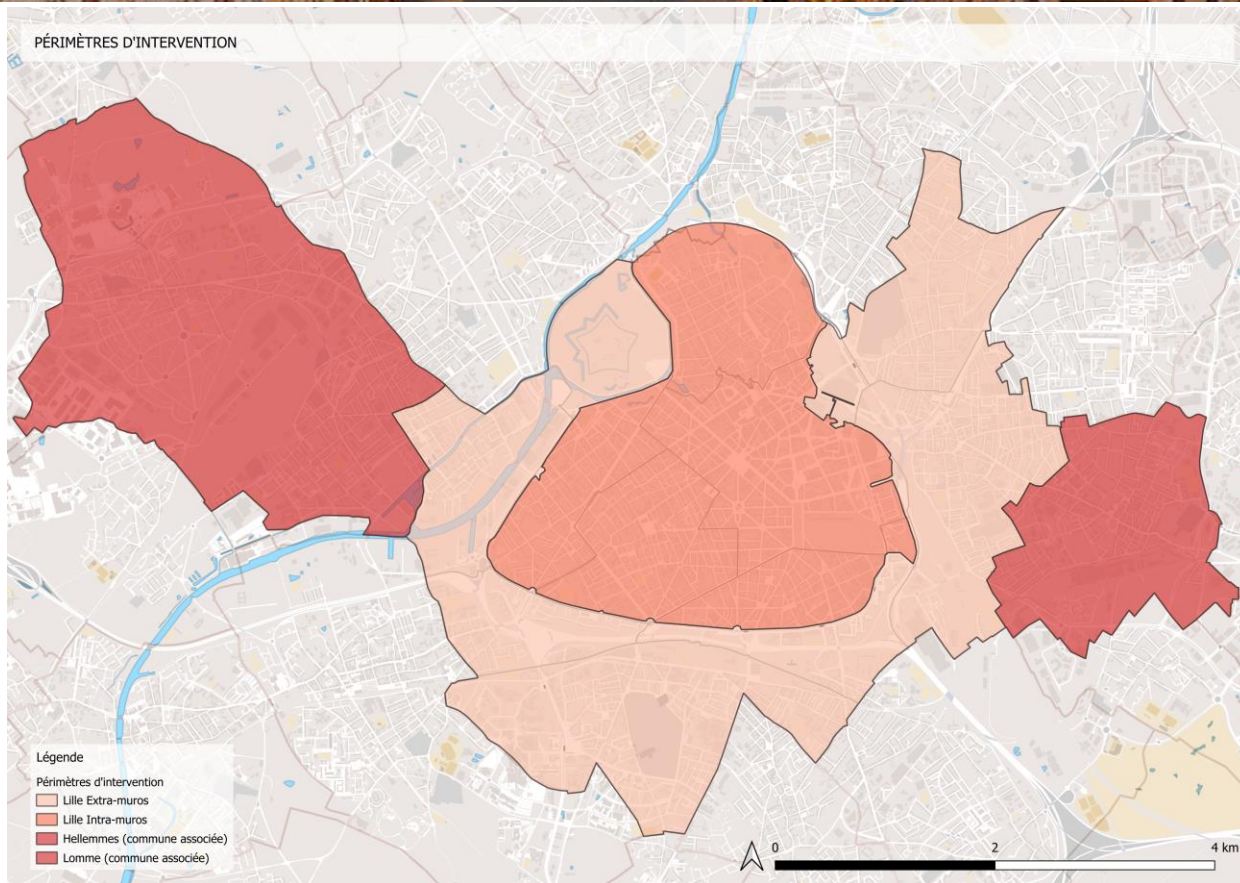 PÉRIMÈTRES D'INTERVENTION
Légende
Périmètres d'intervention
Lille Extra-muros
Lille Intra-muros
Hellemmes (commune associée)
Lomme (commune associée)
0 2 4 km